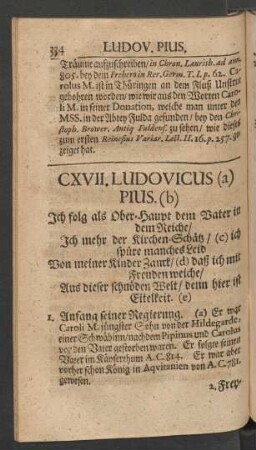 334 LUDOV. PIUS.
Träume aufzuschreiben/ in Chron. Laurish. ad ann.
805. bey dem Frehero in Rer. Germ. T. I. p. 62. Ca-
rolus M. ist in Thüringen an dem Fluß Unstrut
gebohren worden/ wie wir aus den Worten Caro-
li M. in seiner Donation, welche man unter den
MSS. in der Abtey Fulda gefunden / bey den Chri-
stoph. Brower. Antiq. Fuldens. zu sehen/ wie dieses
zum ersten Reinesius Variar. Lect. II. 16. p. 257. ge-
zeiget hat.
CXVII. LUDOVICUS (a)
PIUS. (b)
Ich folg als Ober-Haupt dem Vater in
dem Reiche/
Ich mehr der Kirchen-Schätz/ (c) ich
spüre manches Leid
Von meiner Kinder Zanck/ (d) daß ich mit
Freuden weiche/
Aus dieser schnöden Welt/ denn hier ist
Eitelkeit. (e)
1. Anfang seiner Regierung. (a) Er war
Caroli M. jüngster Sohn von der Hildegarde,
einer Schwäbinn/ nachdem Pipinus und Carolus
vor den Vater gestorben waren. Er folgte seinem
Vater im Käyserthum A. C. 814. Er war aber
vorher schon König in Aqvitanien von A. C. 781.
gewesen.
2. Frey-